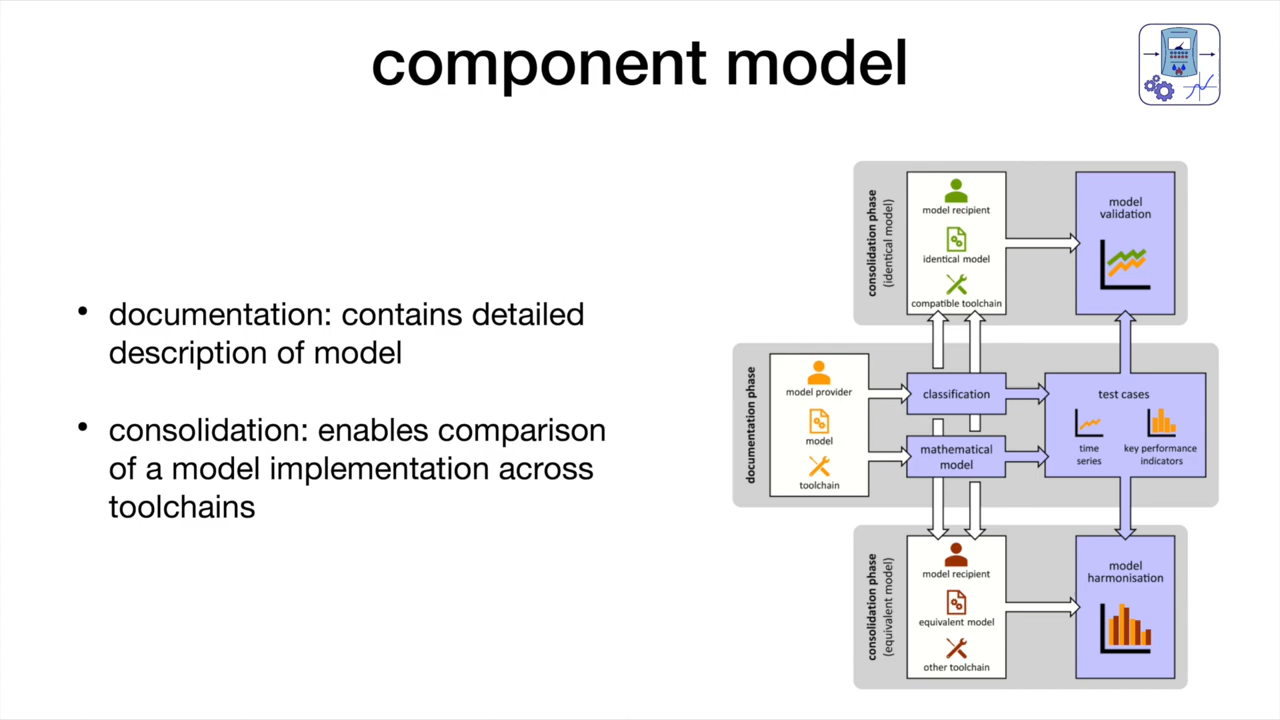 component model
• documentation: contains detailed
description of model
• consolidation: enables comparison
of a model implementation across
toolchains
consolidation phase
(identical model)
model recipient
identical model
compatible toolchain
model
validation
documentation phase
model provider
model
toolchain
classification
mathematical
model
test cases
time
series
key performance
indicators
consolidation phase
(equivalent model)
model recipient
equivalent model
other toolchain
model
harmonisation